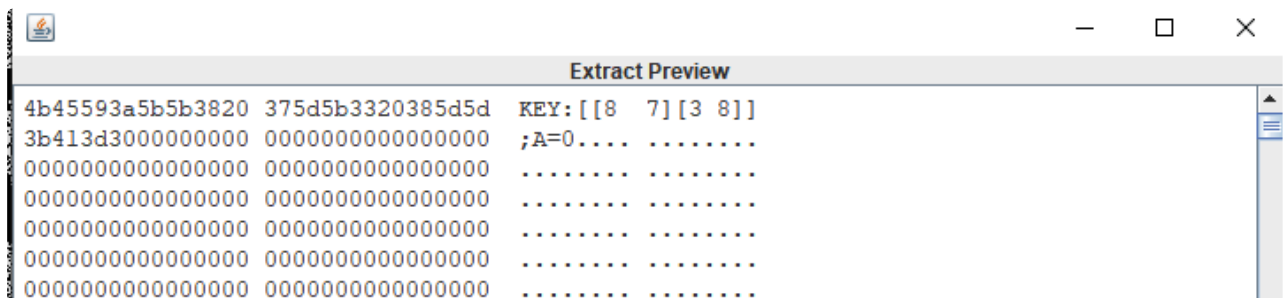 Extract Preview
4b45593a5b5b3820 375d5b3320385d5d  KEY:[[8  7][3 8]]
3b413d3000000000 0000000000000000  ;A=0.... ........
0000000000000000 0000000000000000  ........ ........
0000000000000000 0000000000000000  ........ ........
0000000000000000 0000000000000000  ........ ........
0000000000000000 0000000000000000  ........ ........
0000000000000000 0000000000000000  ........ ........